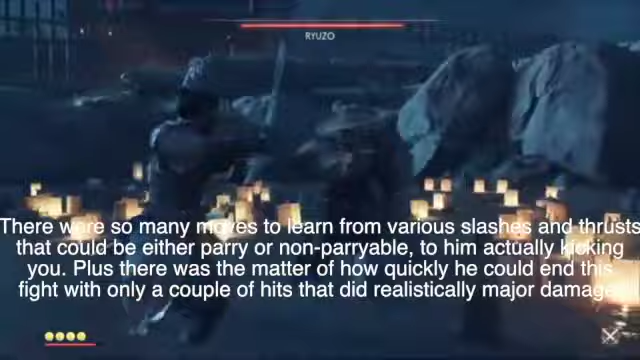 RYUZO
There were so many moves to learn from various slashes and thrusts
that could be either parry or non-parryable, to him actually kicking
you. Plus there was the matter of how quickly he could end this
fight with only a couple of hits that did realistically major damage